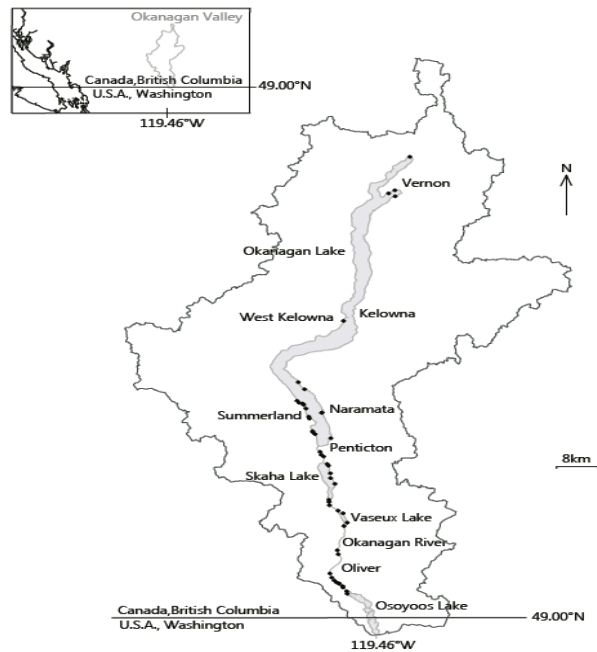 Okanagan Valley
Canada,British Columbia
49.00°N
U.S.A., Washington
119.46°W
N
Vernon
Okanagan Lake
West Kelowna
Kelowna
Summerland
Naramata
Penticton
8km
Skaha Lake
Vaseux Lake
Okanagan River
Oliver
Osoyoos Lake
Canada,British Columbia
49.00°N
U.S.A., Washington
119.46°W